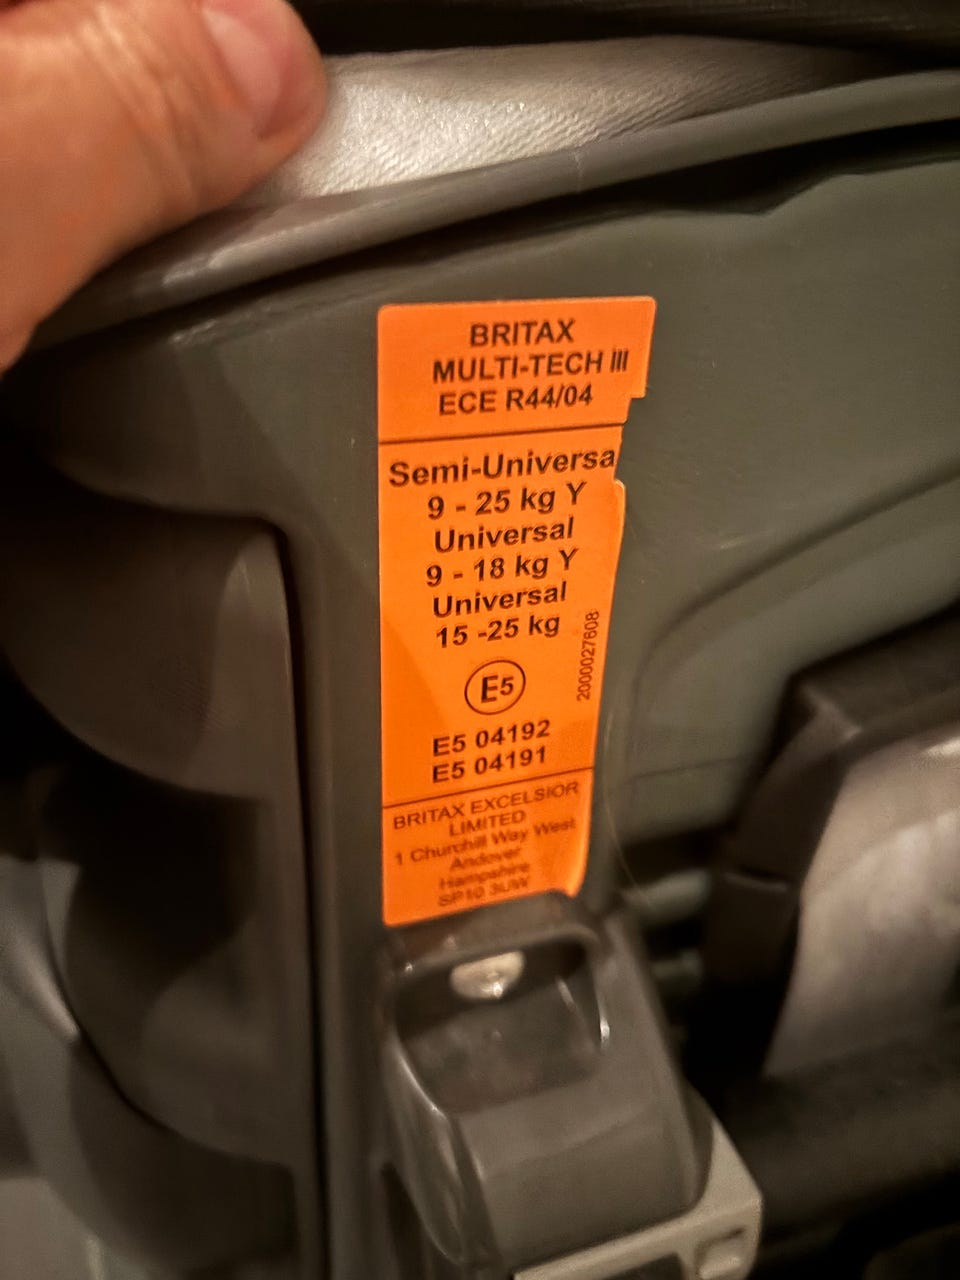 BRITAX
MULTI-TECH III
ECE R44/04
Semi-Universa
9 - 25 kg Y
Universal
9 - 18 kg Y
Universal
15 -25 kg
2000027608
E5
E5 04192
E5 04191
BRITAX EXCELSIOR
LIMITED
1 Churchill Way West
Andover
Hampshire
SP10 3UW